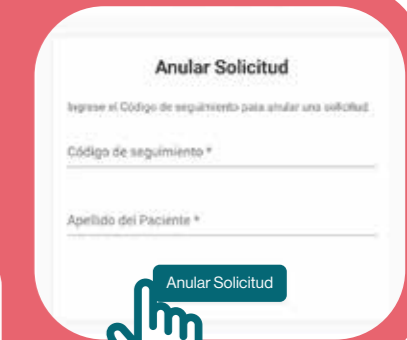 Anular Solicitud
Ingrese el Código de seguimiento para anular una solicitud.
Código de seguimiento *
Apellido del Paciente *
Anular Solicitud